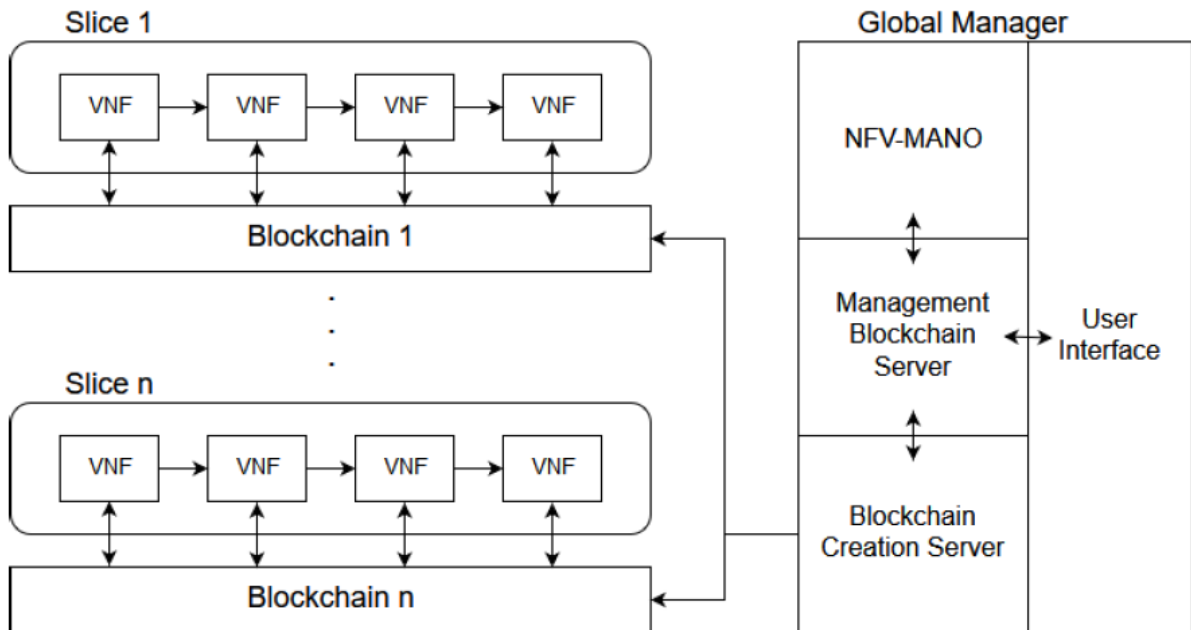 Slice 1
VNF
VNF
VNF
VNF
Blockchain 1
.
.
.
Slice n
VNF
VNF
VNF
VNF
Blockchain n
Global Manager
NFV-MANO
Management
Blockchain
Server
User
Interface
Blockchain
Creation Server